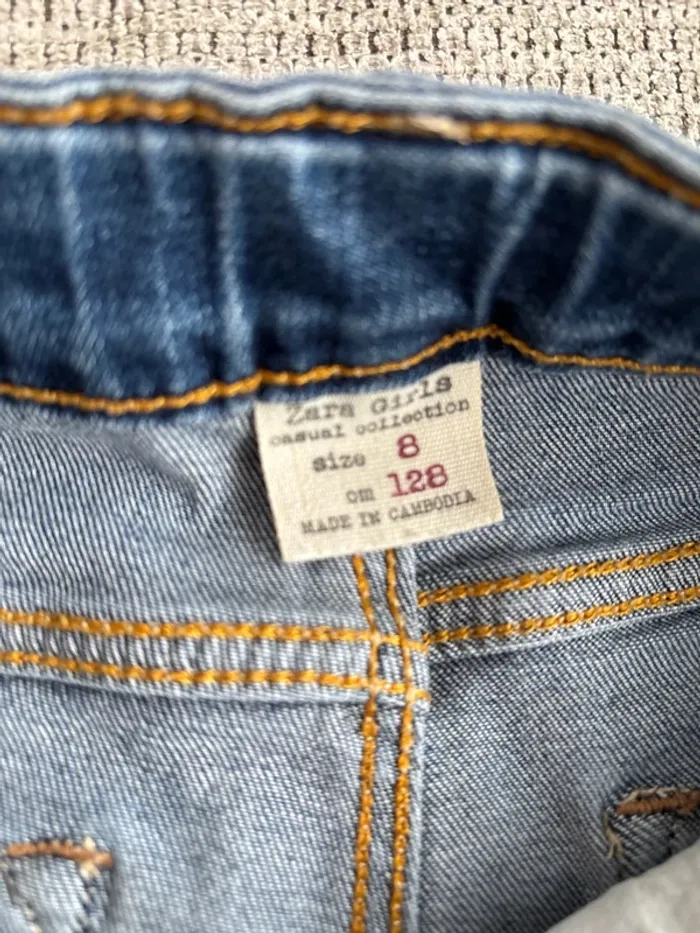 Zara Girls
casual collection
size 8
cm 128
MADE IN CAMBODIA